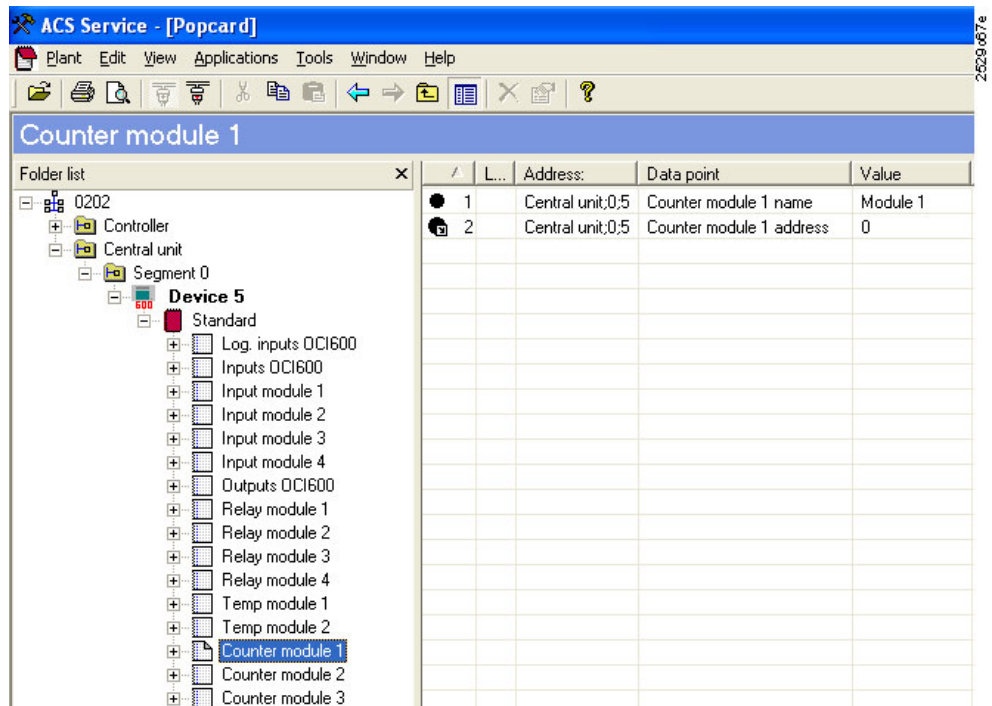 ACS Service - [Popcard]
2529o67e
Plant Edit View Applications Tools Window Help
Counter module 1
Folder list
L... Address: Data point Value
0202
Controller
Central unit
Segment 0
600
Device 5
Standard
Log. inputs OCI600
Inputs OCI600
Input module 1
Input module 2
Input module 3
Input module 4
Outputs OCI600
Relay module 1
Relay module 2
Relay module 3
Relay module 4
Temp module 1
Temp module 2
Counter module 1
Counter module 2
Counter module 3
1 Central unit;0;5 Counter module 1 name Module 1
2 Central unit;0;5 Counter module 1 address 0